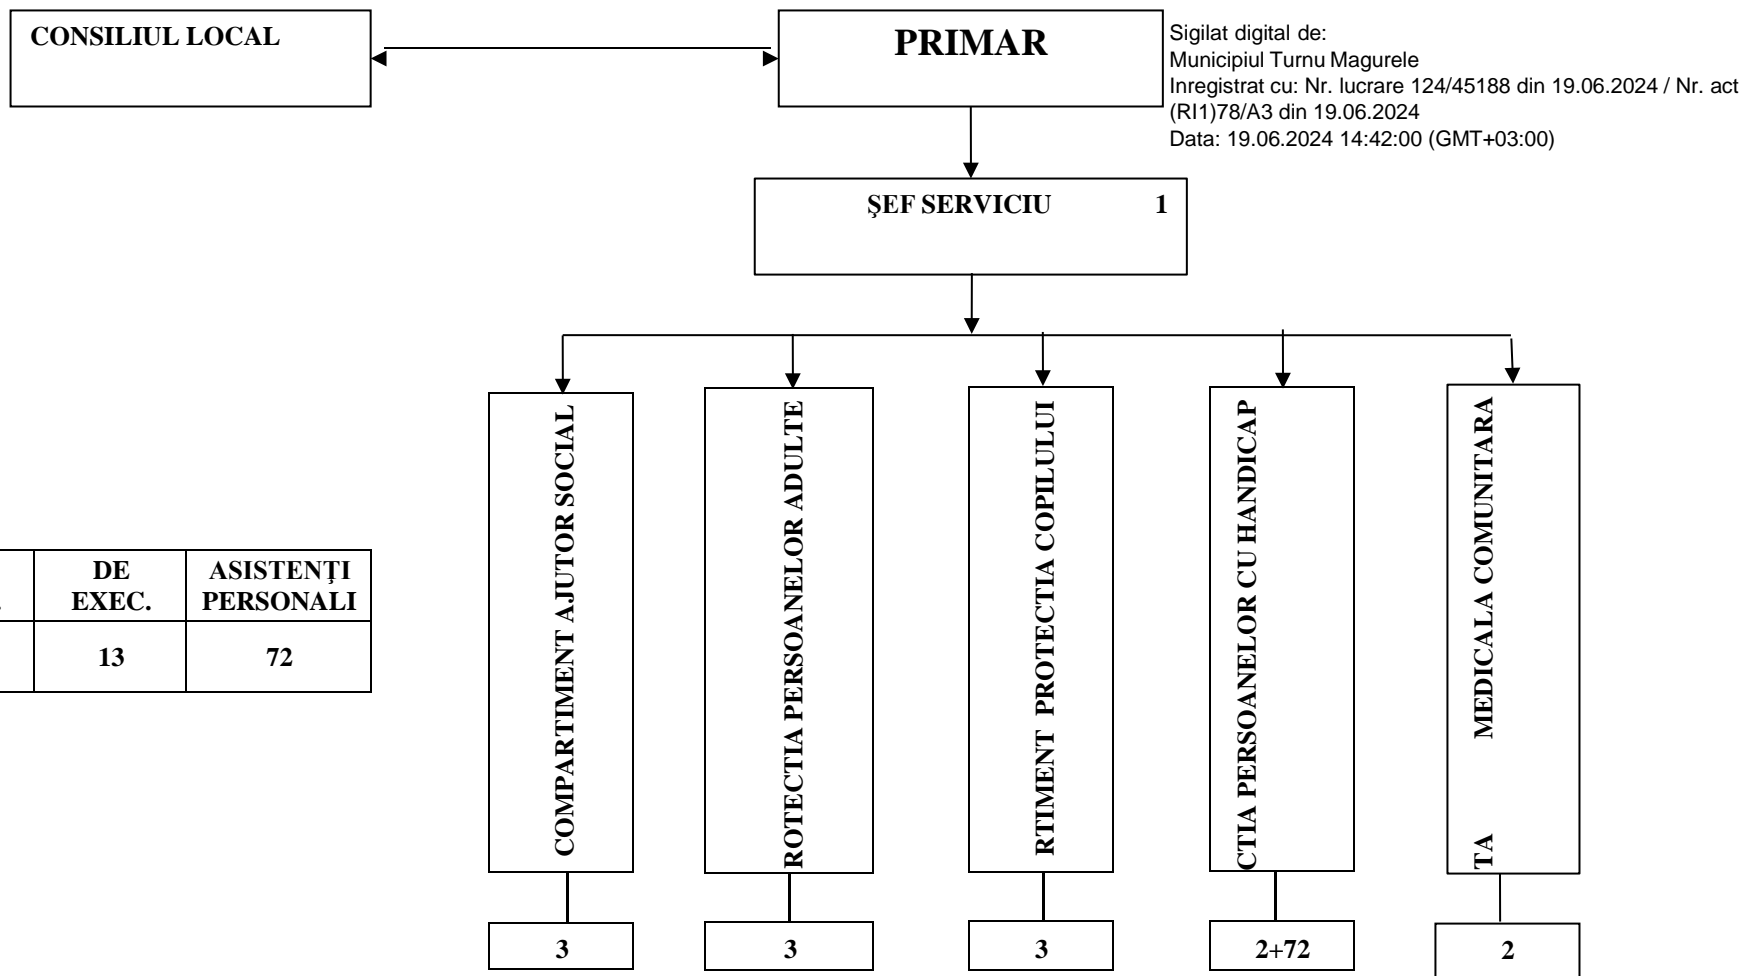 CONSILIUL LOCAL
PRIMAR
Sigilat digital de:
Municipiul Turnu Magurele
Inregistrat cu: Nr. lucrare 124/45188 din 19.06.2024 / Nr. act
(RI1)78/A3 din 19.06.2024
Data: 19.06.2024 14:42:00 (GMT+03:00)
ŞEF SERVICIU 1
COMPARTIMENT AJUTOR SOCIAL
ROTECTIA PERSOANELOR ADULTE
RTIMENT PROTECTIA COPILULUI
CTIA PERSOANELOR CU HANDICAP
TA MEDICALA COMUNITARA
DE
EXEC.
ASISTENŢI
PERSONALI
13
72
3
3
3
2+72
2